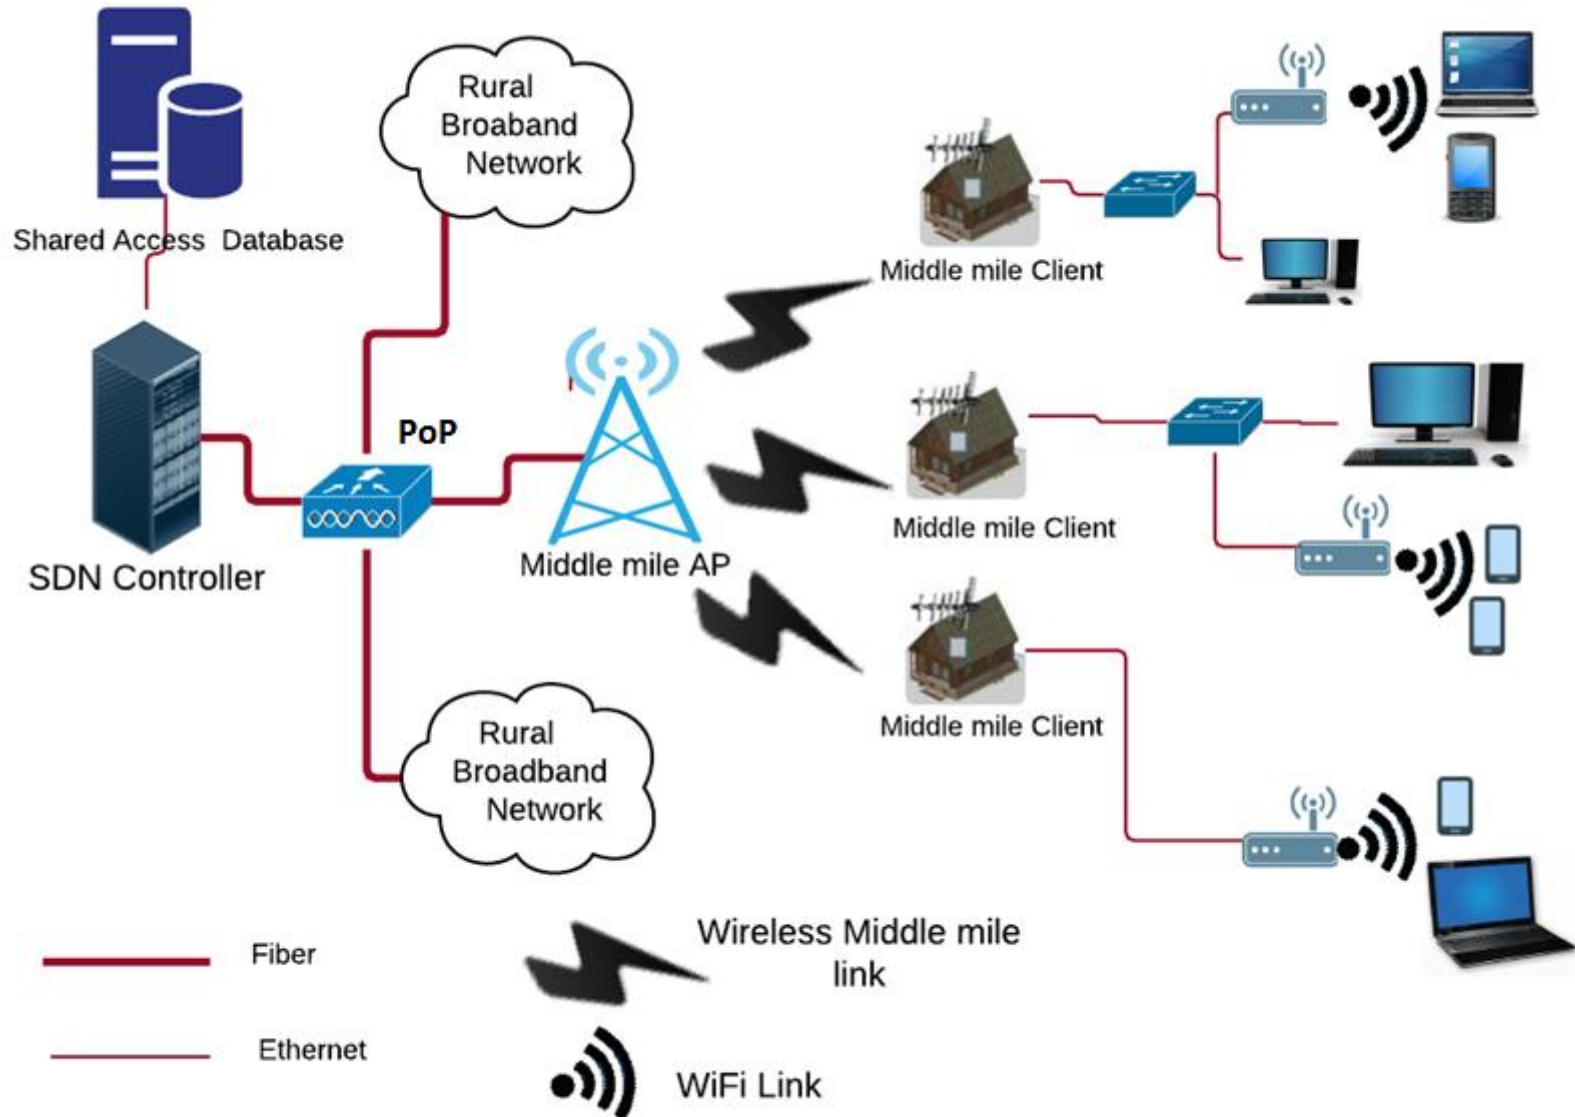 Rural
Broaband
Network
Shared Access Database
Middle mile Client
PoP
Middle mile Client
Middle mile AP
SDN Controller
Middle mile Client
Rural
Broadband
Network
Fiber
Wireless Middle mile
link
Ethernet
WiFi Link